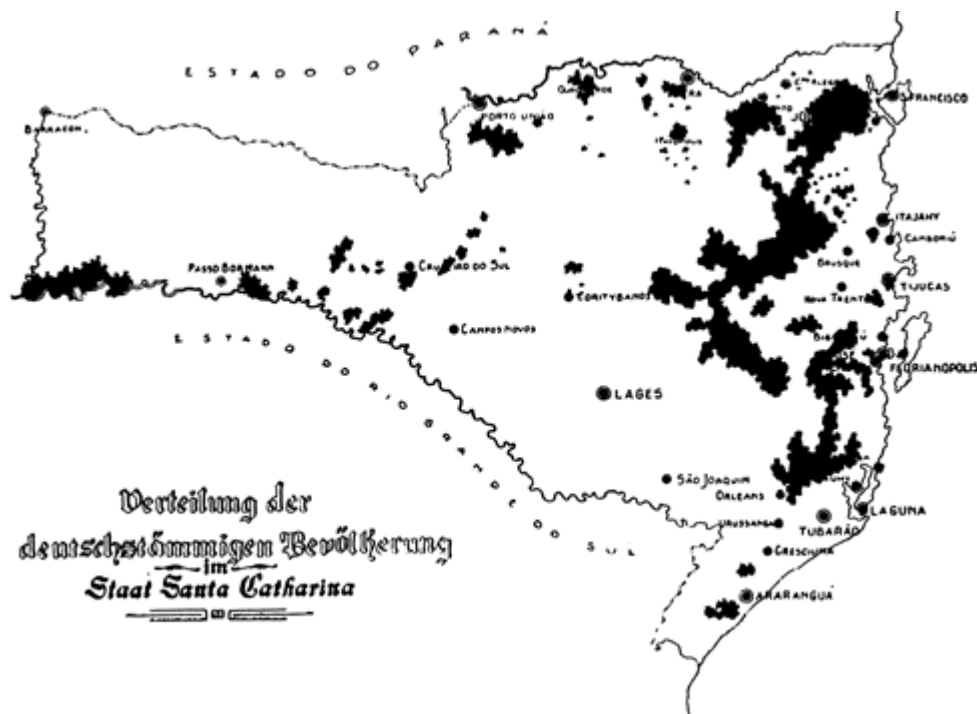 ESTADO DO PARANÁ
BARRACON.
PORTO UNIÃO
S. FRANCISCO
ITAJAHY
CAMBORIÚ
BRUSQUE
TIJUCAS
NOVA TRENTO
PASSO BORMANN
CRUZEIRO DO SUL
CORITYBANOS
CAMPOS NOVOS
FLORIANOPOLIS
LAGES
ESTADO DO RIO GRANDE DO SUL
SÃO JOAQUIM
ORLEANS
LAGUNA
URUSSANGA
TUBARÃO
CRESCIUMA
ARARANGUÁ
Verteilung der
deutschstämmigen Bevölkerung
im
Staat Santa Catharina